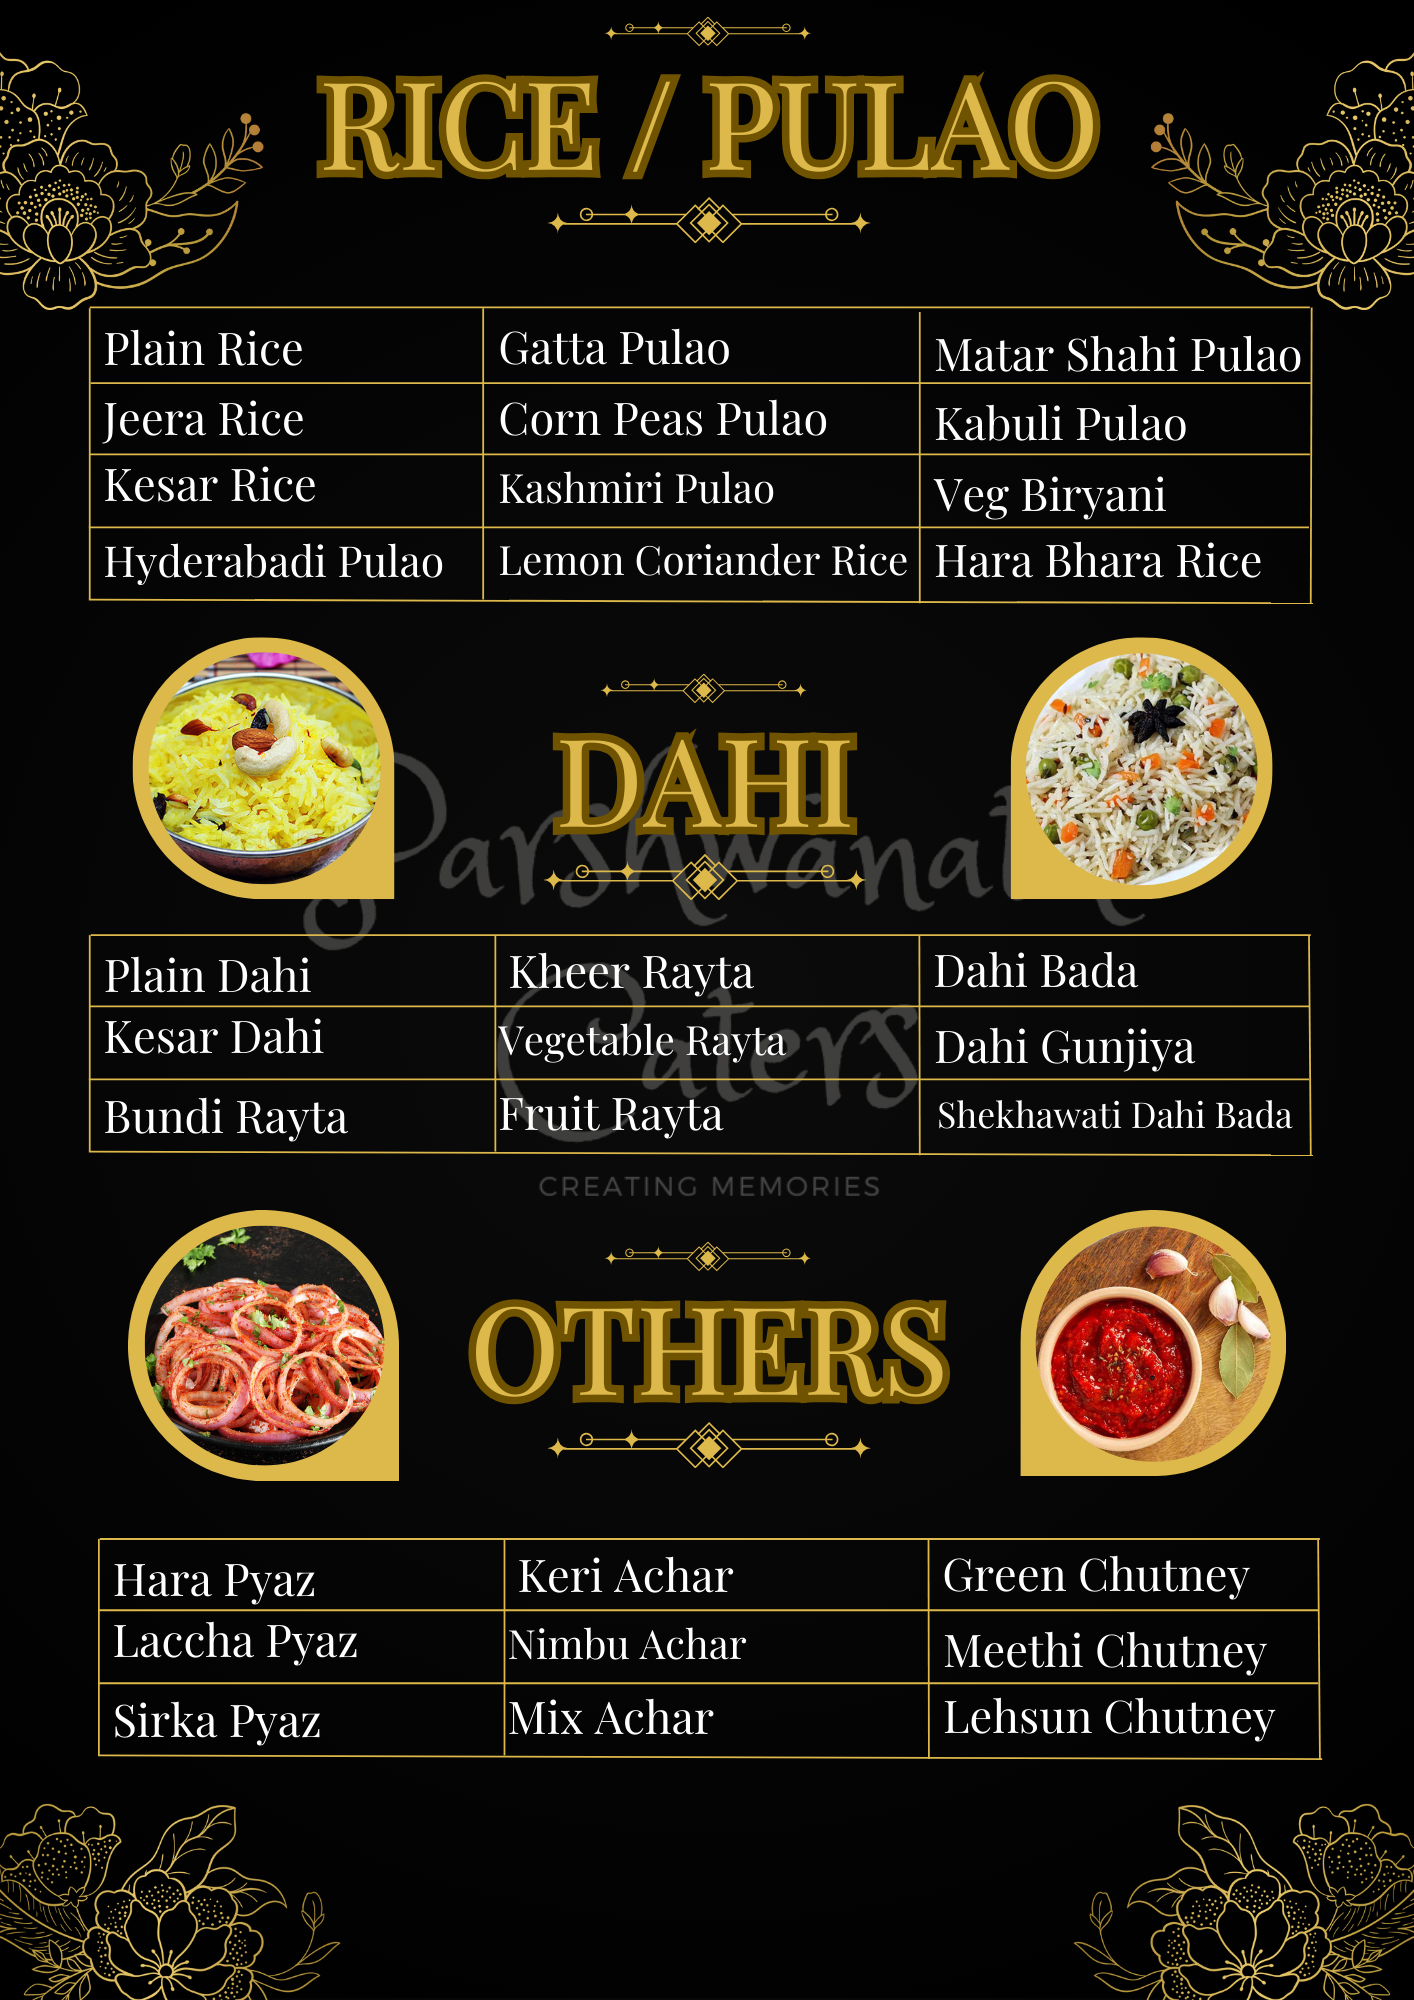 RICE / PULAO
Plain Rice
Gatta Pulao
Matar Shahi Pulao
Jeera Rice
Corn Peas Pulao
Kabuli Pulao
Kesar Rice
Kashmiri Pulao
Veg Biryani
Hyderabadi Pulao
Lemon Coriander Rice
Hara Bhara Rice
DAHI
Parshwanath
Caters
Plain Dahi
Kheer Rayta
Dahi Bada
Kesar Dahi
Vegetable Rayta
Dahi Gunjiya
Bundi Rayta
Fruit Rayta
Shekhawati Dahi Bada
CREATING MEMORIES
OTHERS
Hara Pyaz
Keri Achar
Green Chutney
Laccha Pyaz
Nimbu Achar
Meethi Chutney
Sirka Pyaz
Mix Achar
Lehsun Chutney